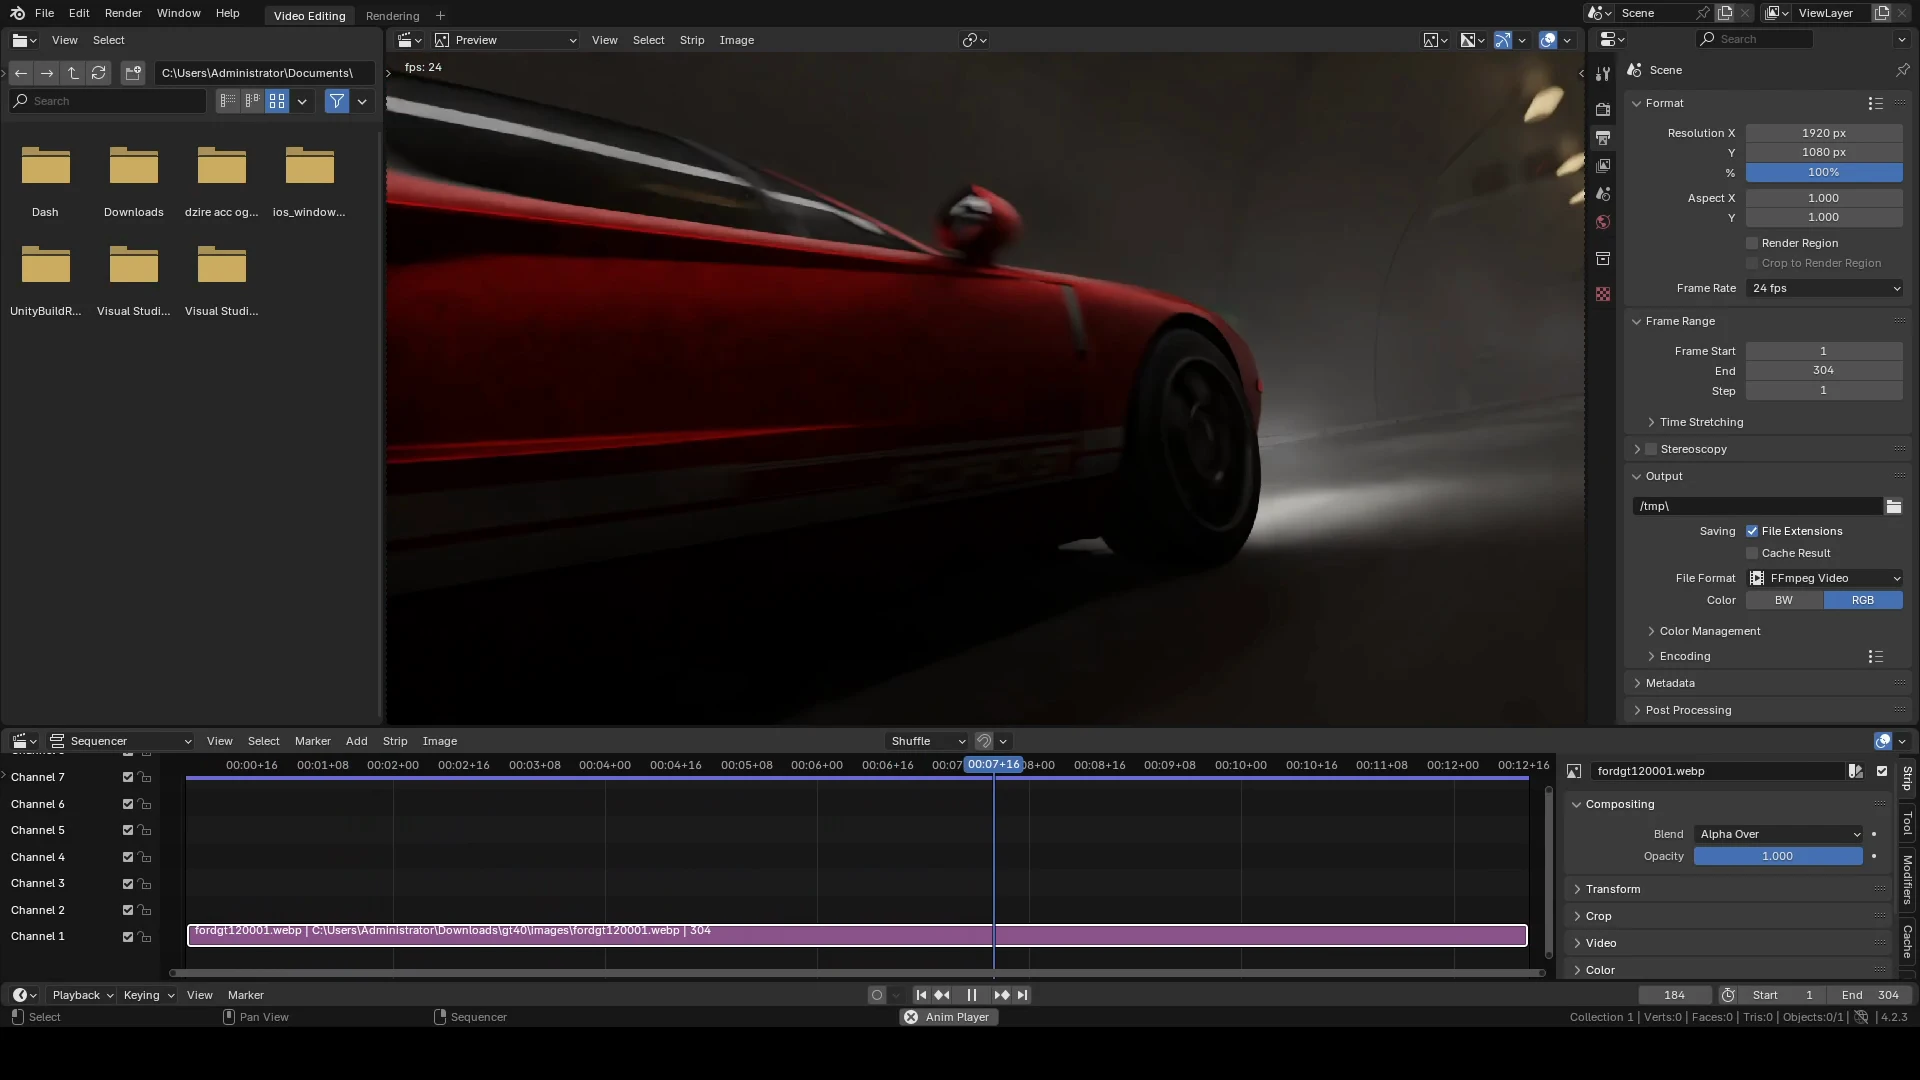 File Edit Render Window Help Video Editing Rendering + Scene ViewLayer
View Select Preview View Select Strip Image Search
C:\Users\Administrator\Documents\ fps: 24 Scene
Search
Dash Downloads dzire acc og... ios_window...
UnityBuildR... Visual Studi... Visual Studi...
Format
Resolution X 1920 px
Y 1080 px
% 100%
Aspect X 1.000
Y 1.000
Render Region
Crop to Render Region
Frame Rate 24 fps
Frame Range
Frame Start 1
End 304
Step 1
Time Stretching
Stereoscopy
Output
/tmp\
Saving File Extensions
Cache Result
File Format FFmpeg Video
Color BW RGB
Color Management
Encoding
Metadata
Post Processing
Sequencer View Select Marker Add Strip Image Shuffle
00:00+16 00:01+08 00:02+00 00:02+16 00:03+08 00:04+00 00:04+16 00:05+08 00:06+00 00:06+16 00:07 00:07+16 08+00 00:08+16 00:09+08 00:10+00 00:10+16 00:11+08 00:12+00 00:12+16
Channel 7
Channel 6
Channel 5
Channel 4
Channel 3
Channel 2
Channel 1
fordgt120001.webp | C:\Users\Administrator\Downloads\gt40\images\fordgt120001.webp | 304
fordgt120001.webp
Compositing
Blend Alpha Over
Opacity 1.000
Transform
Crop
Video
Color
Strip
Tool
Modifiers
Cache
Playback Keying View Marker 184 Start 1 End 304
Select Pan View Sequencer Anim Player Collection 1 | Verts:0 | Faces:0 | Tris:0 | Objects:0/1 | 4.2.3